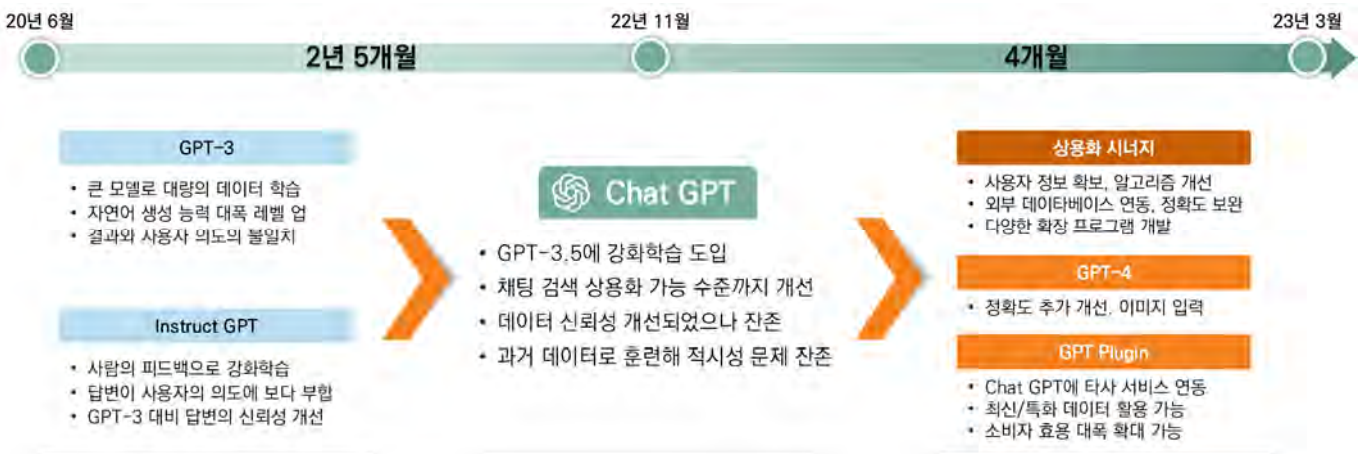 20년 6월
22년 11월
23년 3월
2년 5개월
4개월
GPT-3
• 큰 모델로 대량의 데이터 학습
• 자연어 생성 능력 대폭 레벨 업
• 결과와 사용사 의도의 불일치
Instruct GPT
• 사람의 피드백으로 강화학습
• 답변이 사용자의 의도에 보다 부합
• GPT-3 대비 답변의 신뢰성 개선
Chat GPT
• GPT-3.5에 강화학습 도입
• 채팅 검색 상용화 가능 수준까지 개선
• 데이터 신뢰성 개선되었으나 잔존
• 과거 데이터로 훈련해 적시성 문제 잔존
상용화 시너지
• 사용자 정보 확보, 알고리즘 개선
• 외부 데이타베이스 연동, 정확도 보완
• 다양한 확장 프로그램 개발
GPT-4
• 정확도 추가 개선. 이미지 입력
GPT Plugin
• Chat GPT에 타사 서비스 연동
• 최신/특화 데이터 활용 가능
• 소비자 효용 대폭 확대 가능